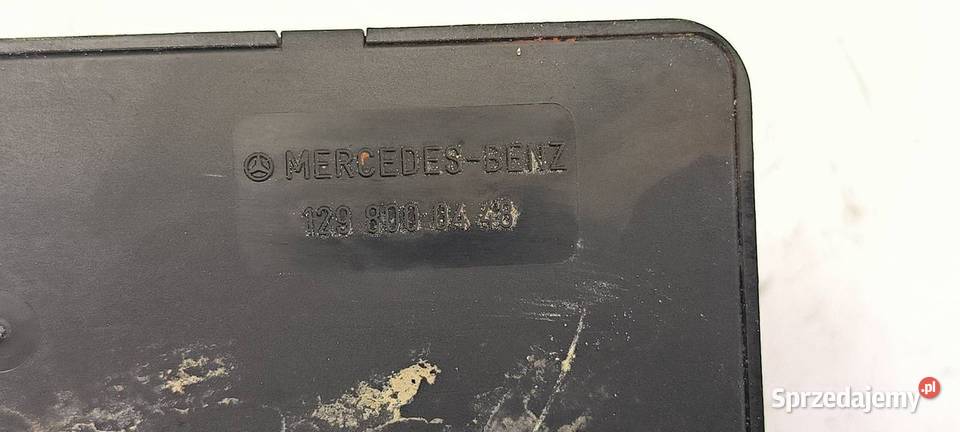 MERCEDES-BENZ
129 800 04 48
Sprzedajemy.pl